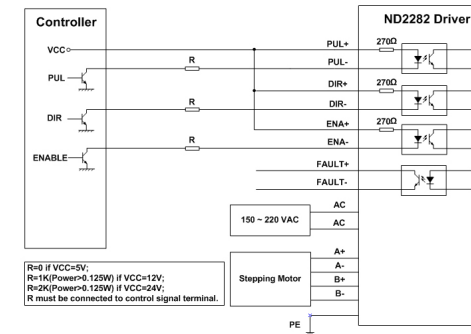 Controller
ND2282 Driver
VCC
PUL+
270Ω
PUL
R
PUL-
DIR+
270Ω
DIR
R
DIR-
ENA+
270Ω
R
ENA-
ENABLE
FAULT+
FAULT-
AC
150 ~ 220 VAC
AC
A+
A-
Stepping Motor
B+
B-
R=0 if VCC=5V;
R=1K(Power>0.125W) if VCC=12V;
R=2K(Power>0.125W) if VCC=24V;
R must be connected to control signal terminal.
PE